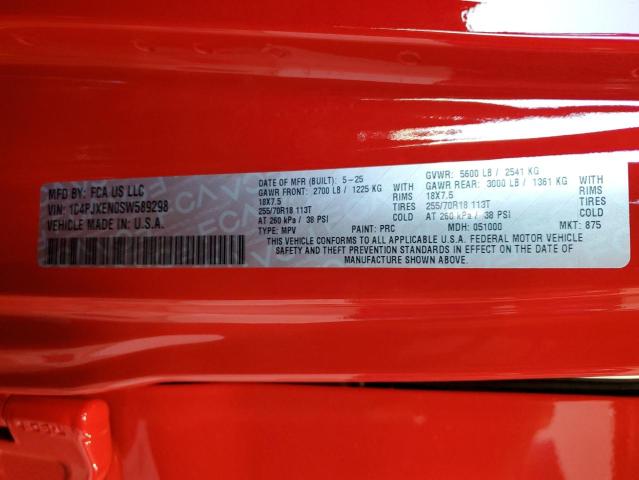 MFD BY: FCA US LLC
VIN: 1C4PJXEN0SW589298
VEHICLE MADE IN U.S.A.
DATE OF MFR (BUILT): 5-25
GAWR FRONT: 2700 LB / 1225 KG WITH
18X7.5 RIMS
255/70R18 113T TIRES
AT 260 kPa / 38 PSI COLD
TYPE: MPV PAINT: PRC
GVWR: 5600 LB / 2541 KG
GAWR REAR: 3000 LB / 1361 KG WITH
18X7.5 RIMS
255/70R18 113T TIRES
AT 260 kPa / 38 PSI COLD
MDH: 051000 MKT: 875
THIS VEHICLE CONFORMS TO ALL APPLICABLE U.S.A. FEDERAL MOTOR VEHICLE
SAFETY AND THEFT PREVENTION STANDARDS IN EFFECT ON THE DATE OF
MANUFACTURE SHOWN ABOVE.